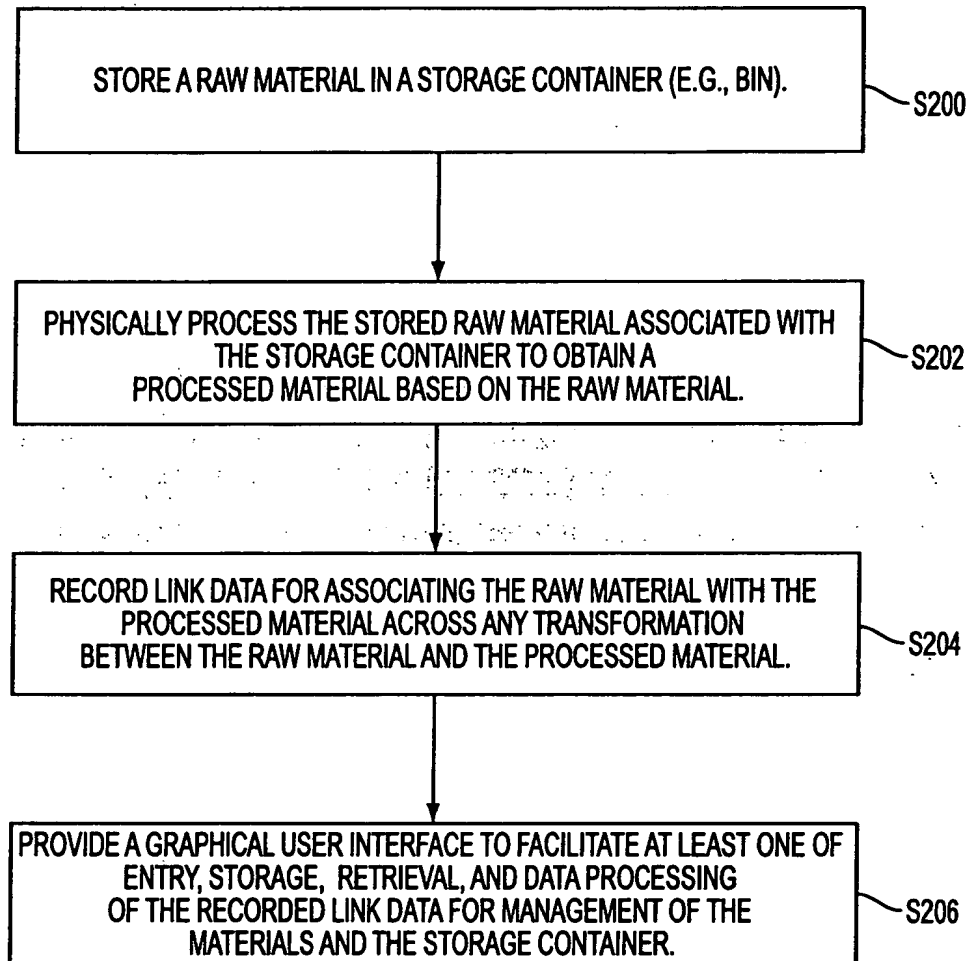 STORE A RAW MATERIAL IN A STORAGE CONTAINER (E.G., BIN).
S200
PHYSICALLY PROCESS THE STORED RAW MATERIAL ASSOCIATED WITH
THE STORAGE CONTAINER TO OBTAIN A
PROCESSED MATERIAL BASED ON THE RAW MATERIAL.
S202
RECORD LINK DATA FOR ASSOCIATING THE RAW MATERIAL WITH THE
PROCESSED MATERIAL ACROSS ANY TRANSFORMATION
BETWEEN THE RAW MATERIAL AND THE PROCESSED MATERIAL.
S204
PROVIDE A GRAPHICAL USER INTERFACE TO FACILITATE AT LEAST ONE OF
ENTRY, STORAGE, RETRIEVAL, AND DATA PROCESSING
OF THE RECORDED LINK DATA FOR MANAGEMENT OF THE
MATERIALS AND THE STORAGE CONTAINER.
S206